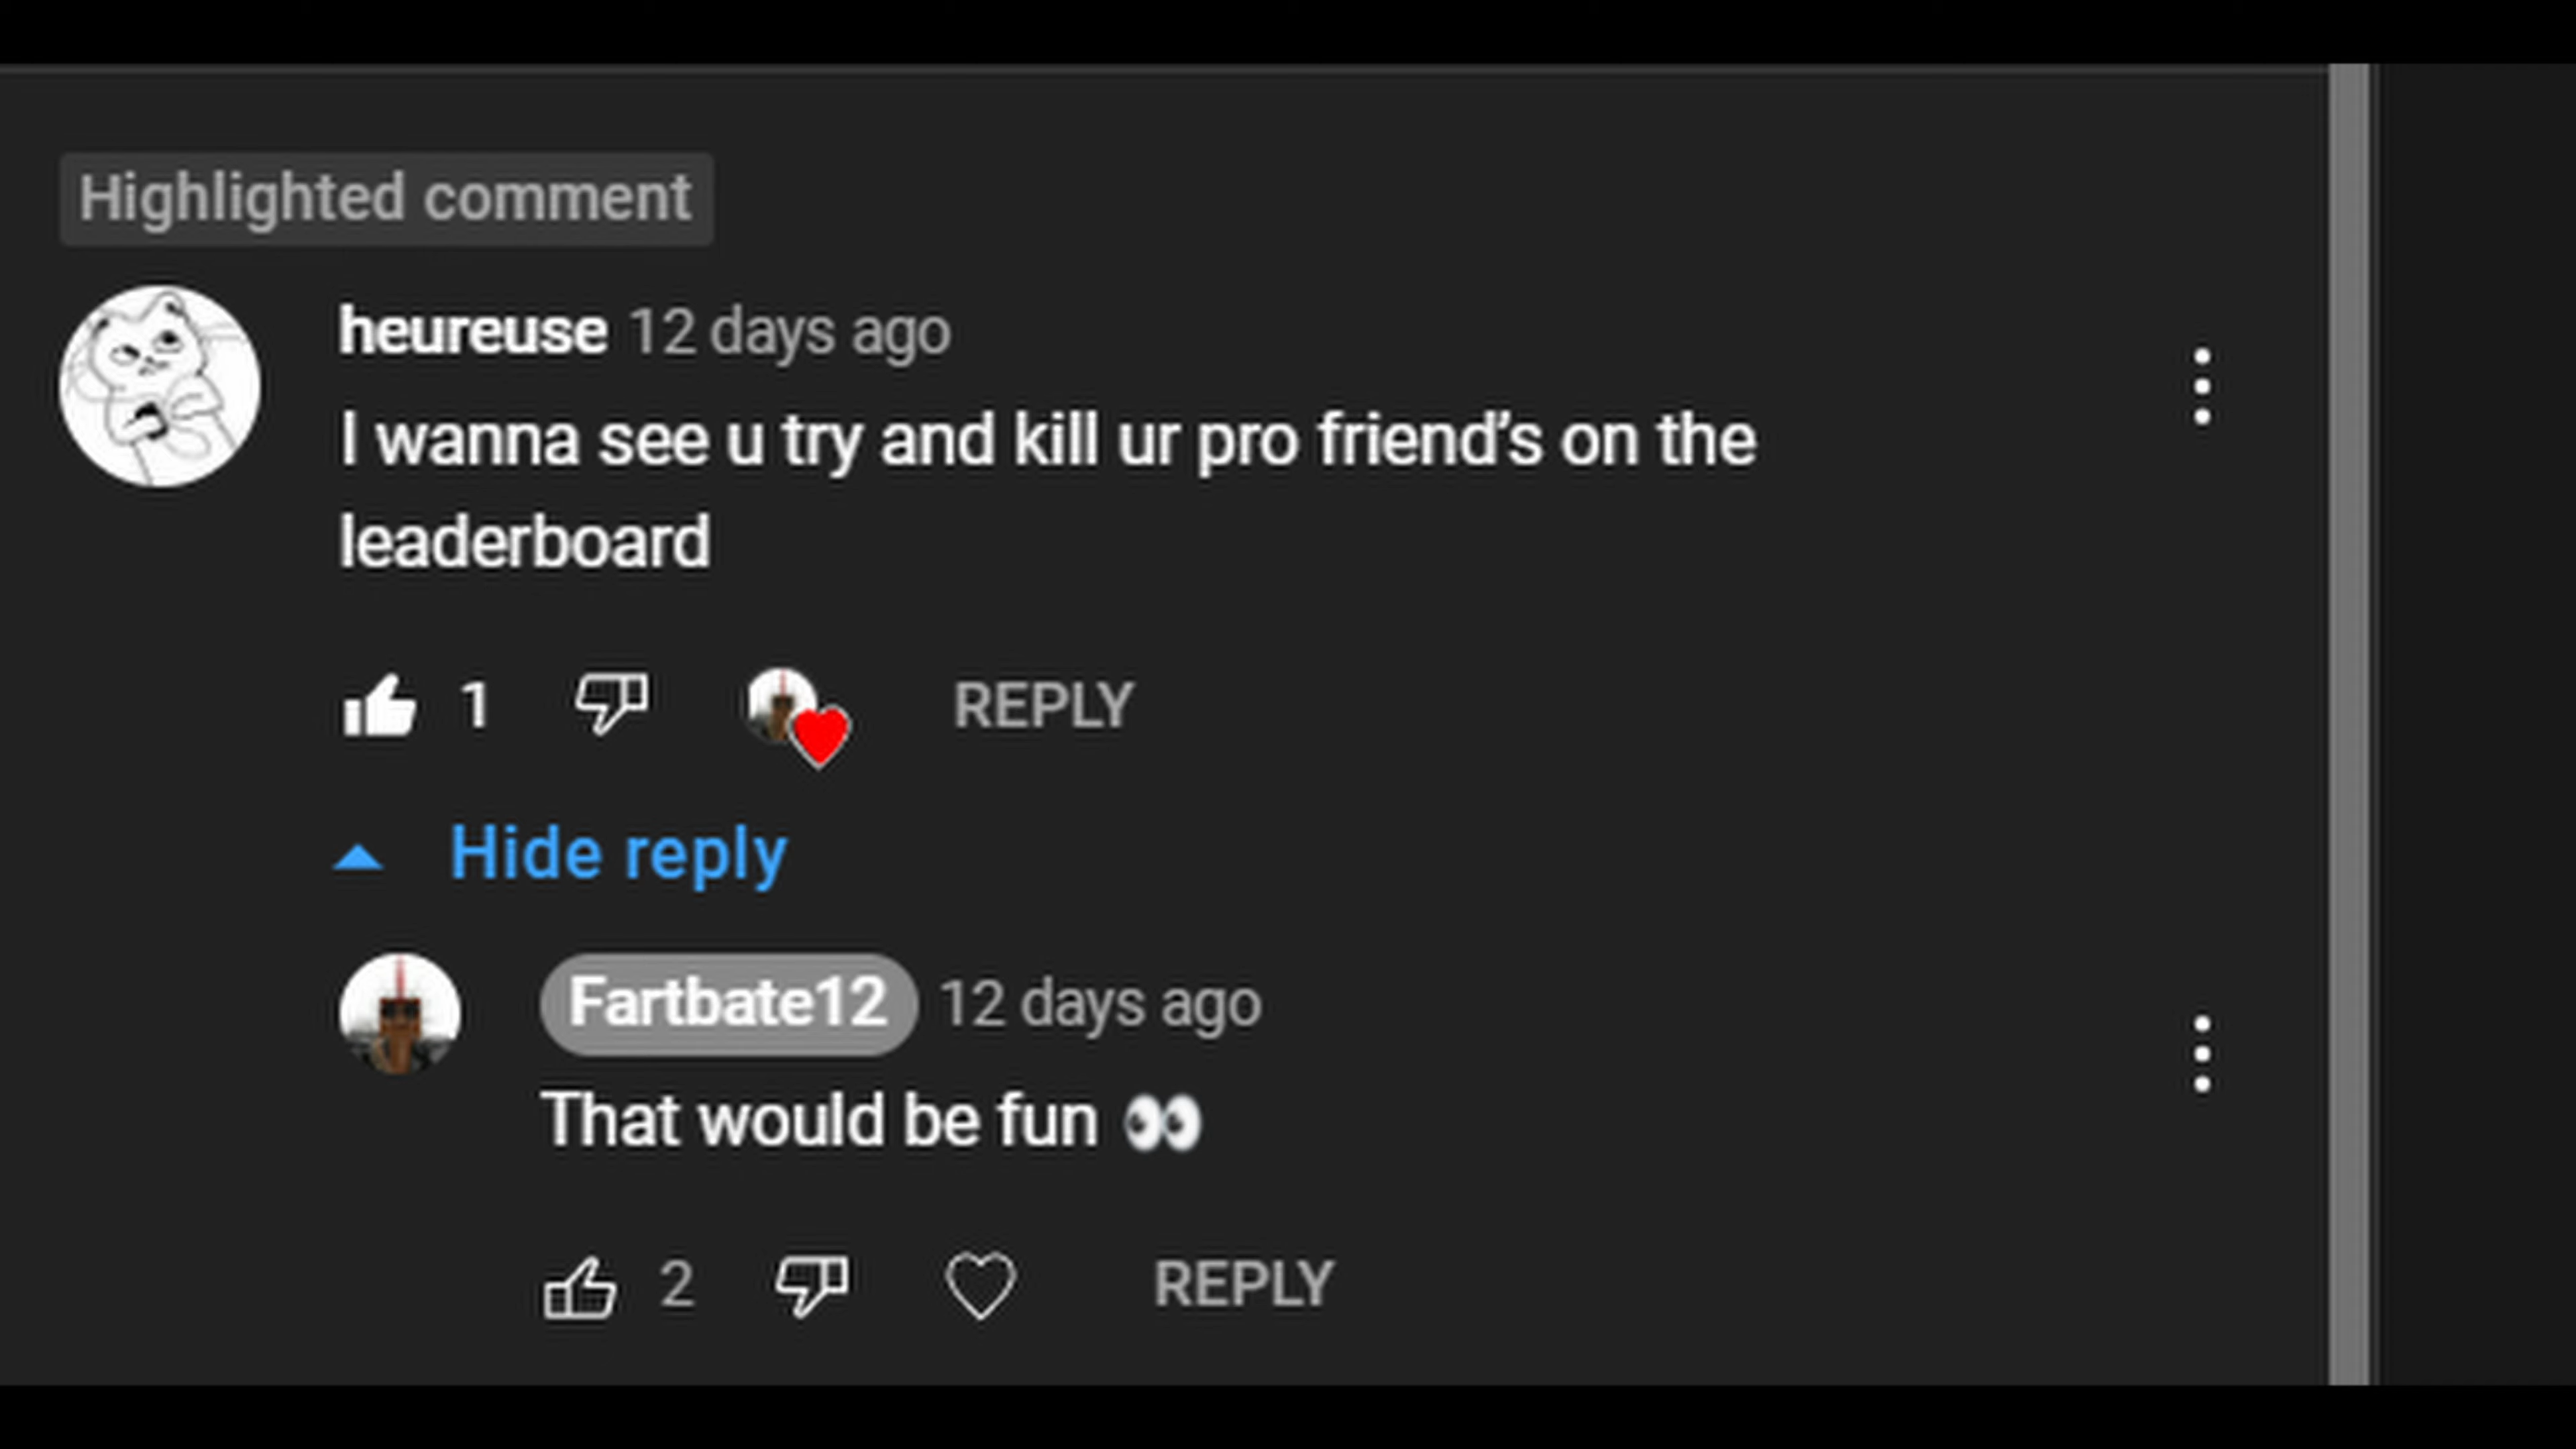 Highlighted comment
heureuse 12 days ago
I wanna see u try and kill ur pro friend’s on the
leaderboard
1 REPLY
Hide reply
Fartbate12 12 days ago
That would be fun 👀
2 REPLY